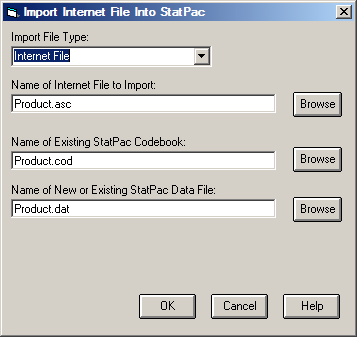 Import Internet File Into StatPac
Import File Type:
Internet File
Name of Internet File to Import:
Product.asc
Browse
Name of Existing StatPac Codebook:
Product.cod
Browse
Name of New or Existing StatPac Data File:
Product.dat
Browse
OK
Cancel
Help